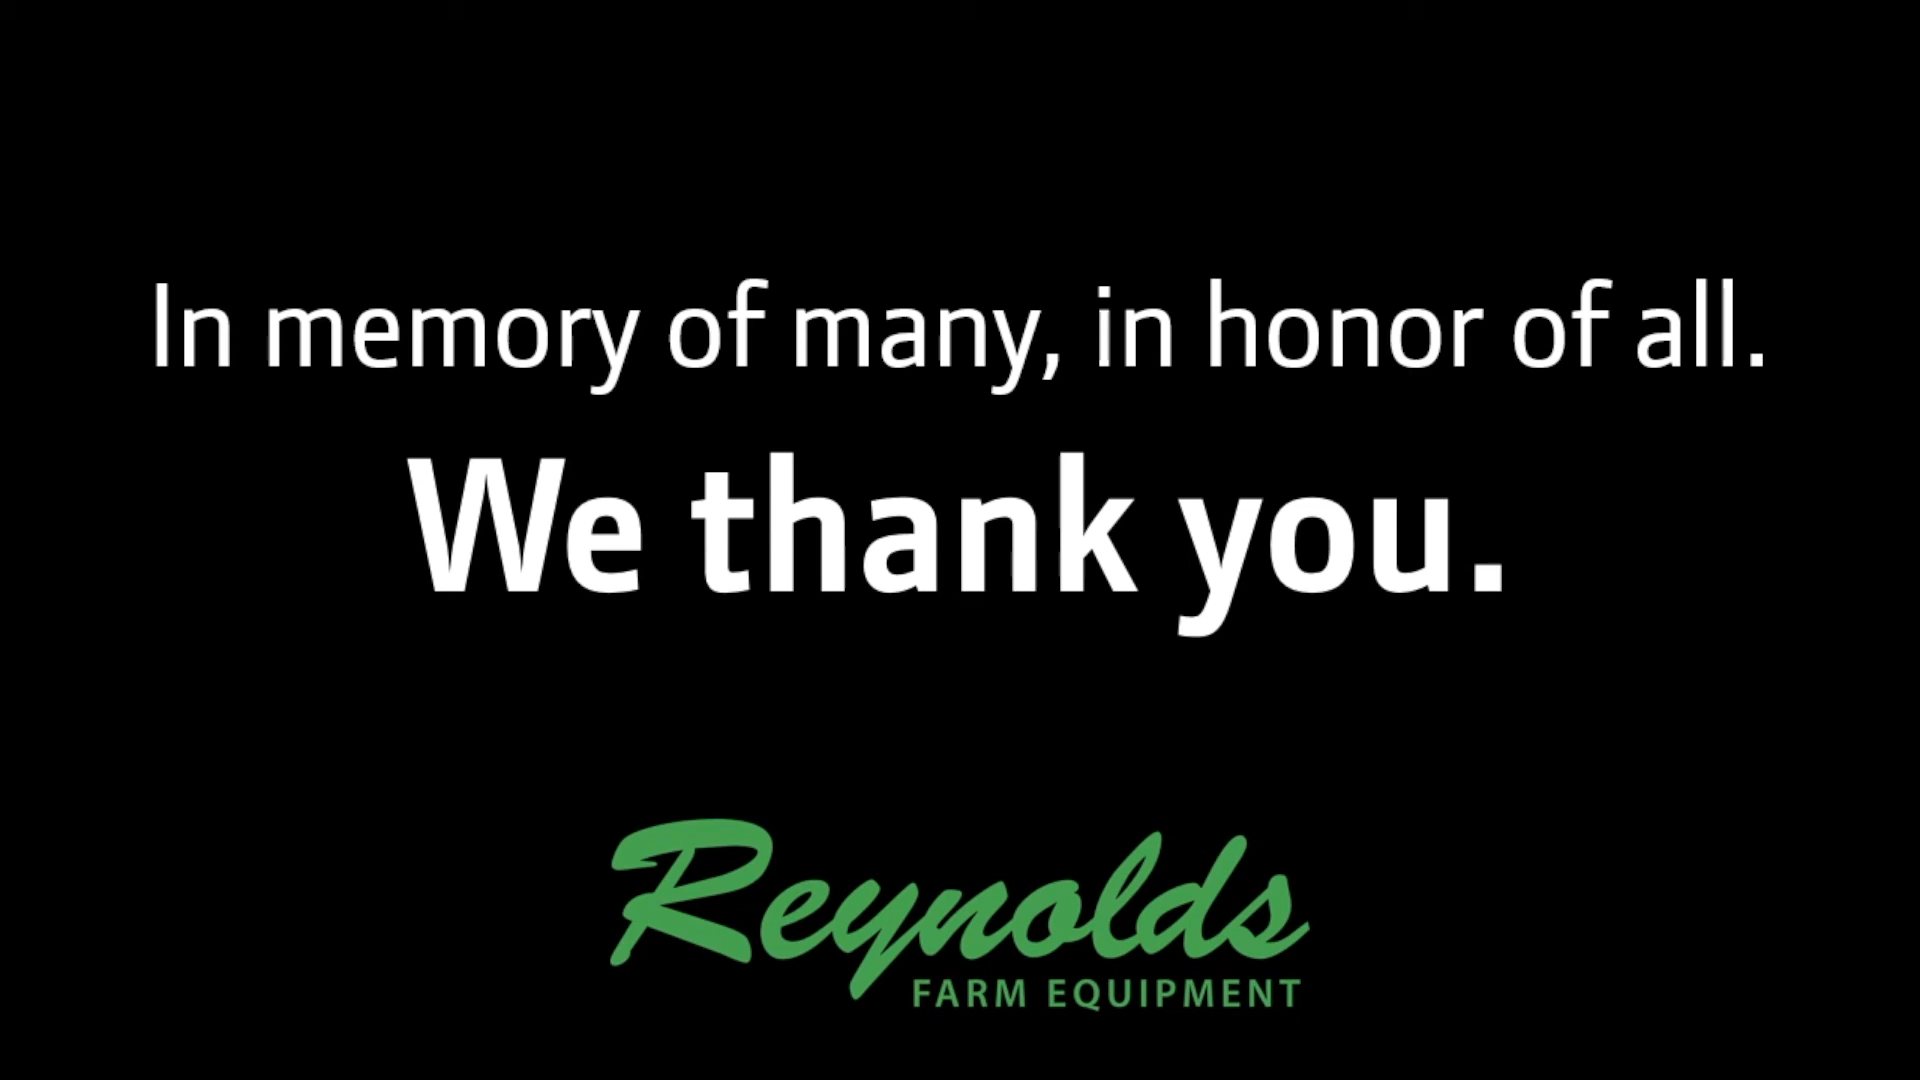 In memory of many, in honor of all.
We thank you.
Reynolds
FARM EQUIPMENT